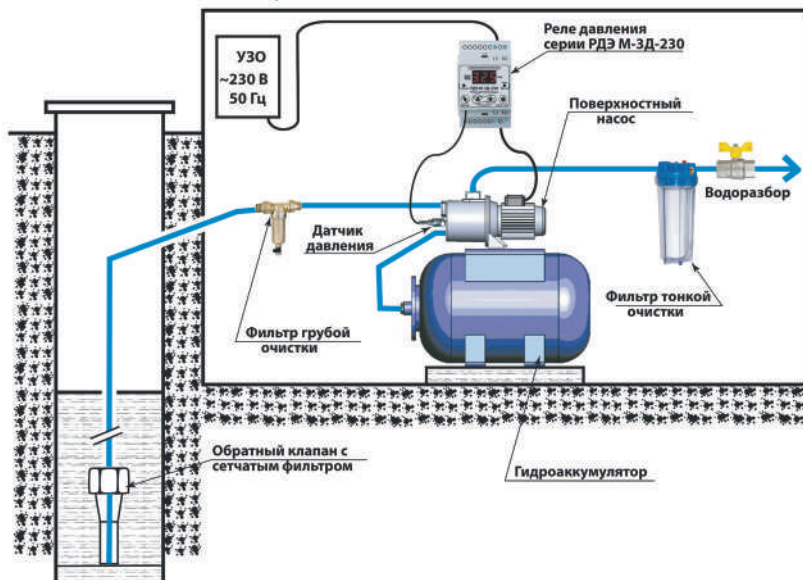 Реле давления
серии РДЭ М-3Д-230
УЗО
~230 В
50 Гц
Поверхностный
насос
Водоразбор
Датчик
давления
Фильтр грубой
очистки
Фильтр тонкой
очистки
Обратный клапан с
сетчатым фильтром
Гидроаккумулятор